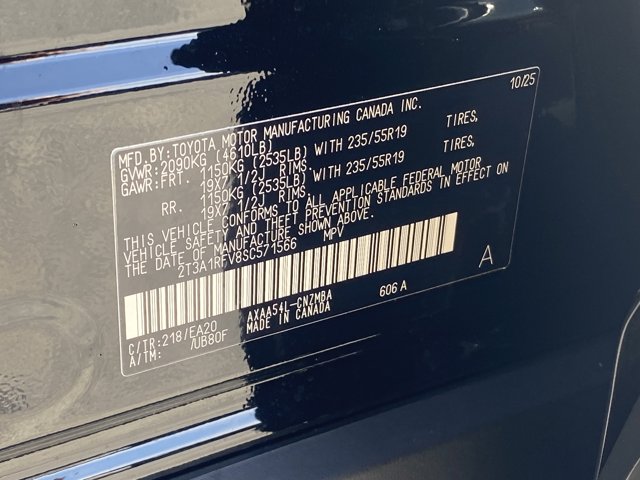 10/25
MFD.BY:TOYOTA MOTOR MANUFACTURING CANADA INC.
GVWR:2090KG (4610LB)
GAWR:FRT. 1150KG (2535LB) WITH 235/55R19 TIRES,
19X7 1/2J RIMS,
RR. 1150KG (2535LB) WITH 235/55R19 TIRES,
19X7 1/2J RIMS,
THIS VEHICLE CONFORMS TO ALL APPLICABLE FEDERAL MOTOR
VEHICLE SAFETY AND THEFT PREVENTION STANDARDS IN EFFECT ON
THE DATE OF MANUFACTURE SHOWN ABOVE.
2T3A1RFV8SC571566 MPV
A
C/TR:218/EA20 AXAA54L-CNZMBA 606 A
A/TM: /UB80F MADE IN CANADA